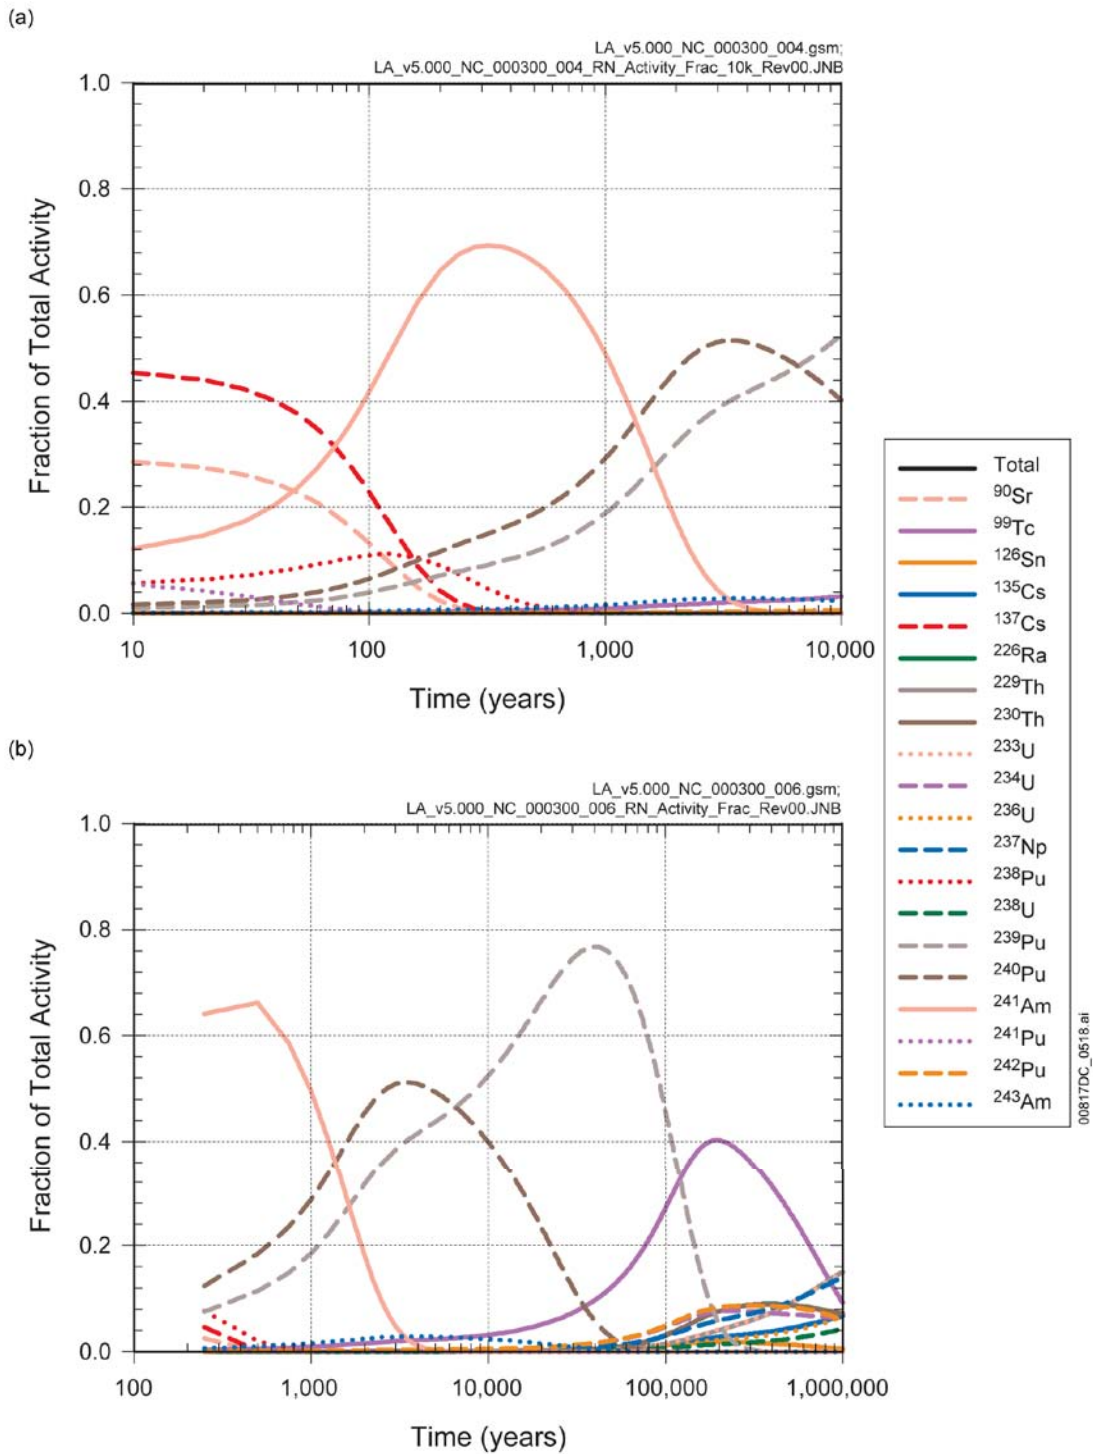 (a)
LA_v5.000_NC_000300_004.gsm;
LA_v5.000_NC_000300_004_RN_Activity_Frac_10k_Rev00.JNB
1.0
0.8
0.6
0.4
0.2
0.0
Fraction of Total Activity
10
100
1,000
10,000
Time (years)
(b)
LA_v5.000_NC_000300_006.gsm;
LA_v5.000_NC_000300_006_RN_Activity_Frac_Rev00.JNB
1.0
0.8
0.6
0.4
0.2
0.0
Fraction of Total Activity
100
1,000
10,000
100,000
1,000,000
Time (years)
Total
⁹⁰Sr
⁹⁹Tc
¹²⁶Sn
¹³⁵Cs
¹³⁷Cs
²²⁶Ra
²²⁹Th
²³⁰Th
²³³U
²³⁴U
²³⁶U
²³⁷Np
²³⁸Pu
²³⁸U
²³⁹Pu
²⁴⁰Pu
²⁴¹Am
²⁴¹Pu
²⁴²Pu
²⁴³Am
00817DC_0518.ai